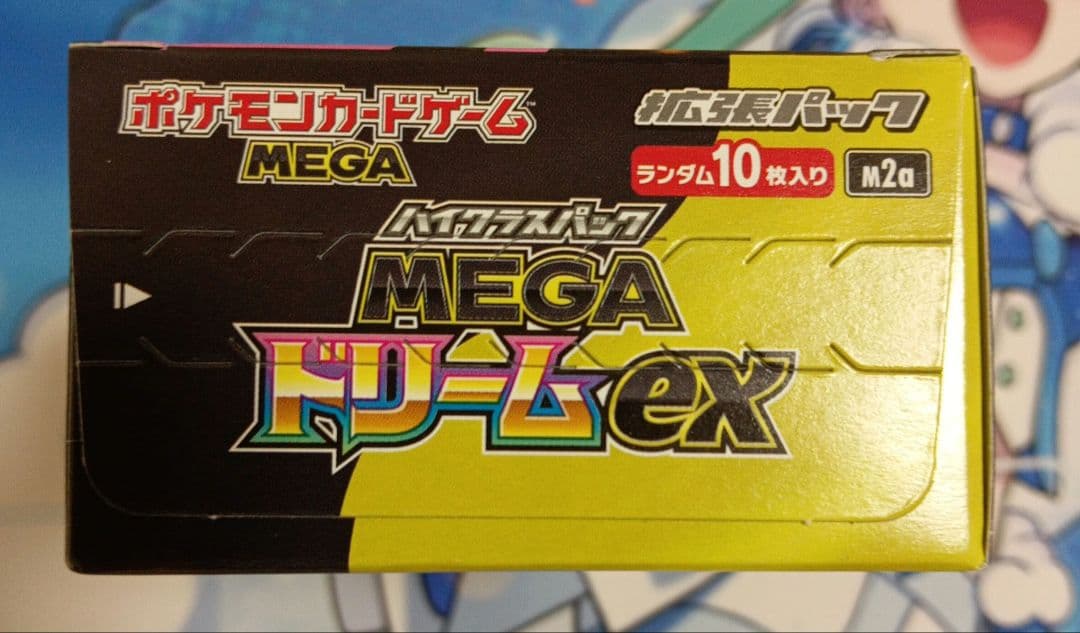 ポケモンカードゲーム™
MEGA
拡張パック
ランダム10枚入り
M2a
ハイクラスパック
MEGA
ドリームex